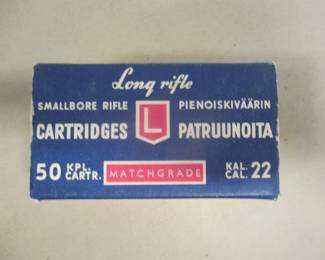 Long rifle
SMALLBORE RIFLE PIENOISKIVÄÄRIN
CARTRIDGES L PATRUUNOITA
50 KPL. CARTR. MATCHGRADE KAL. CAL. 22